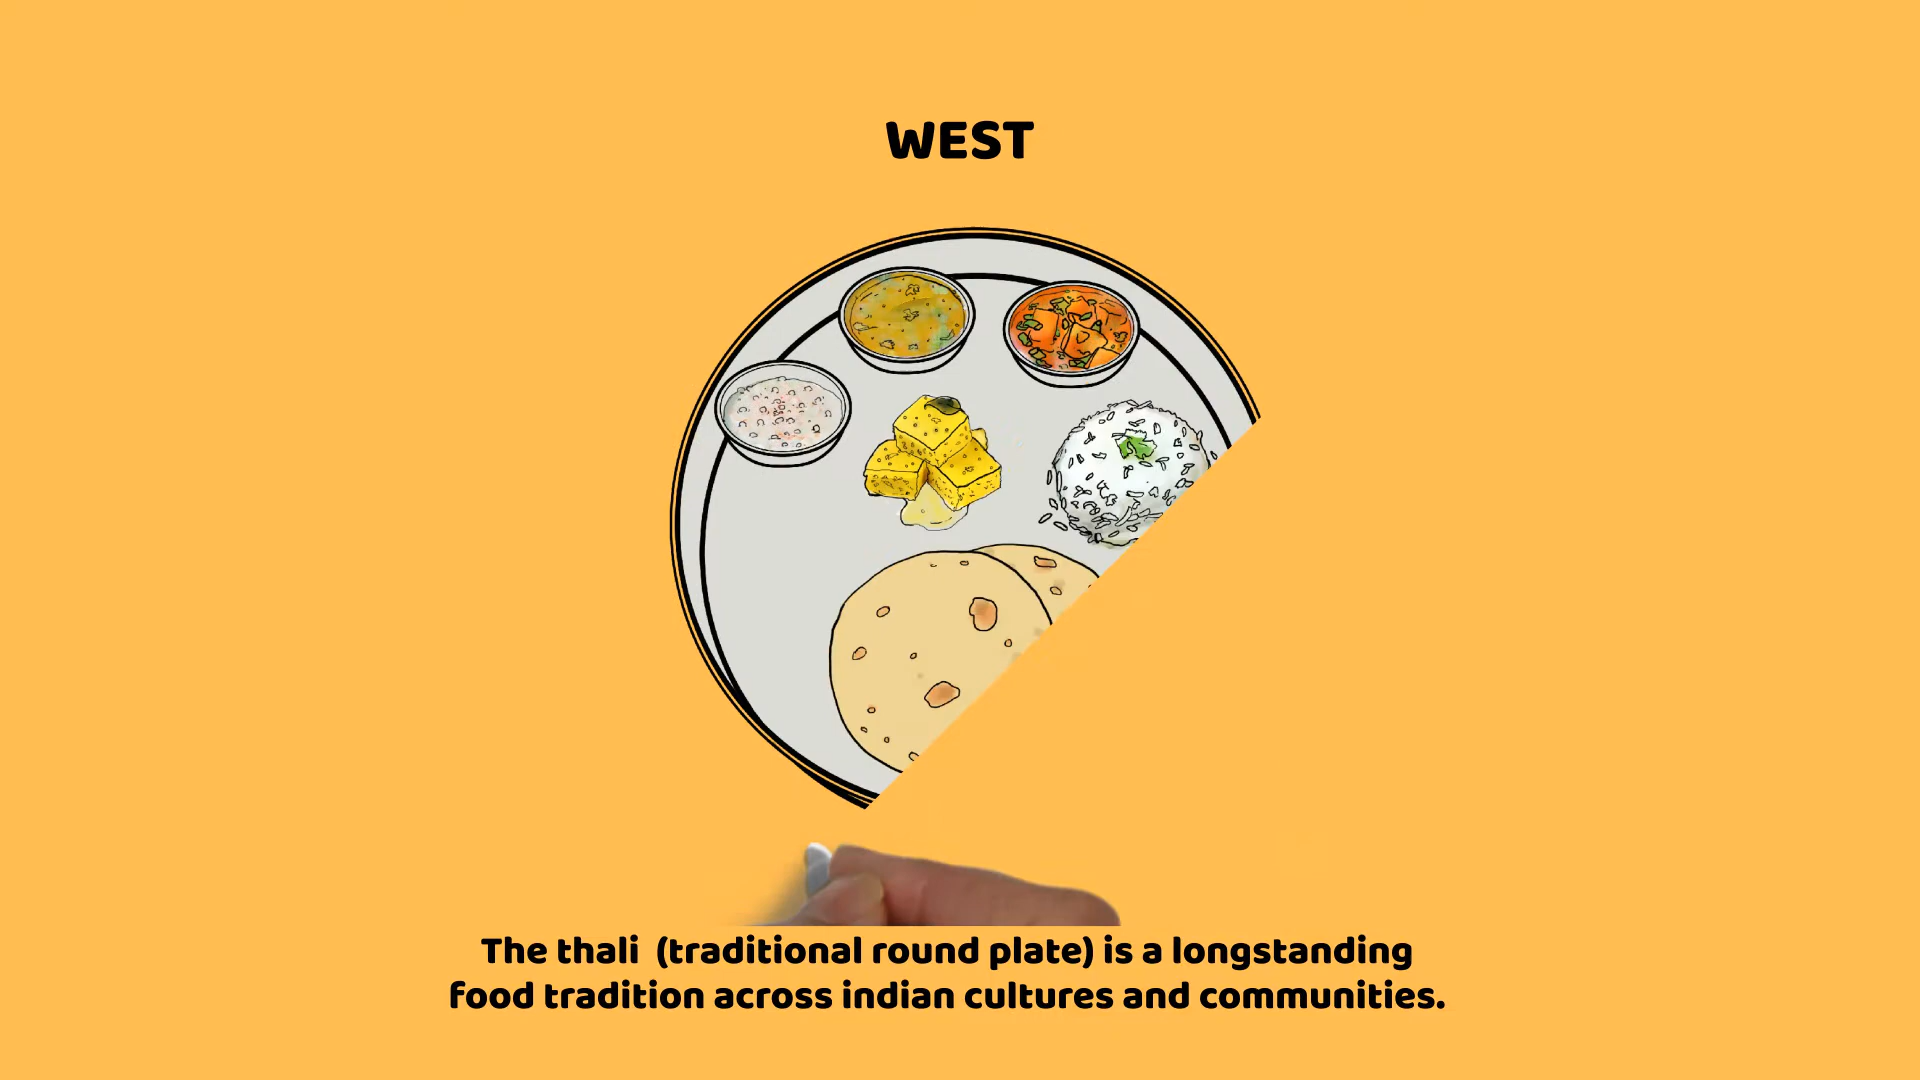 WEST
The thali (traditional round plate) is a longstanding
food tradition across indian cultures and communities.